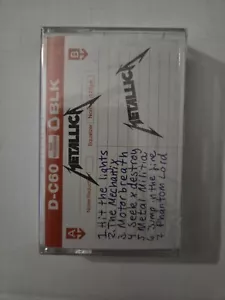 D-C60
BLK
B
A
METALLICA
METALLICA
1 Hit the lights
2. The Mechanix
3 Motorbreath
4 Seek + destroy
5 Metal militia
6 Jump n the fire
7 Phantom Lord